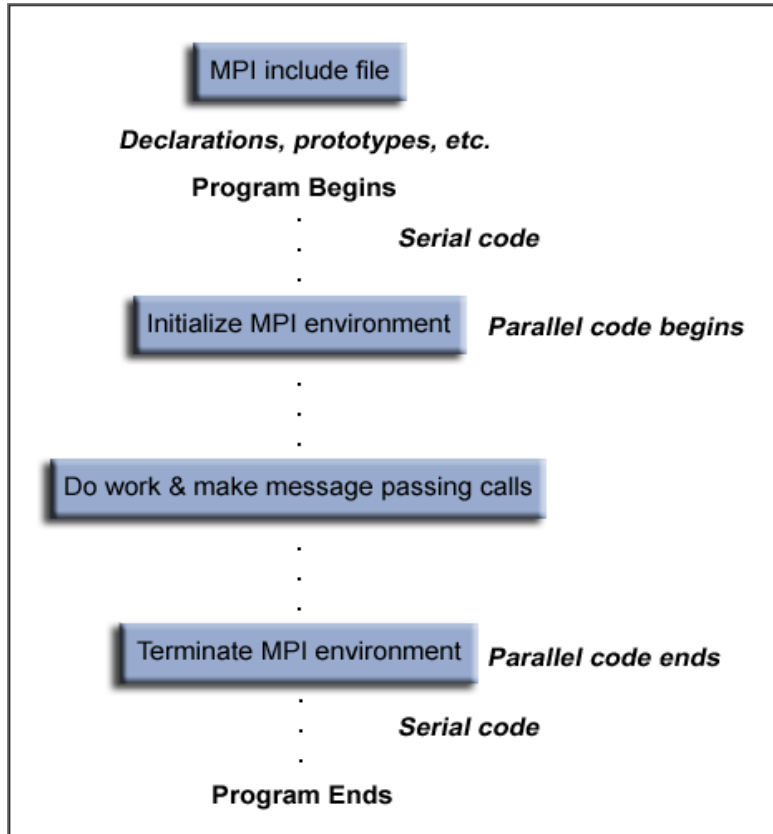 MPI include file
Declarations, prototypes, etc.
Program Begins
Serial code
Initialize MPI environment
Parallel code begins
Do work & make message passing calls
Terminate MPI environment
Parallel code ends
Serial code
Program Ends